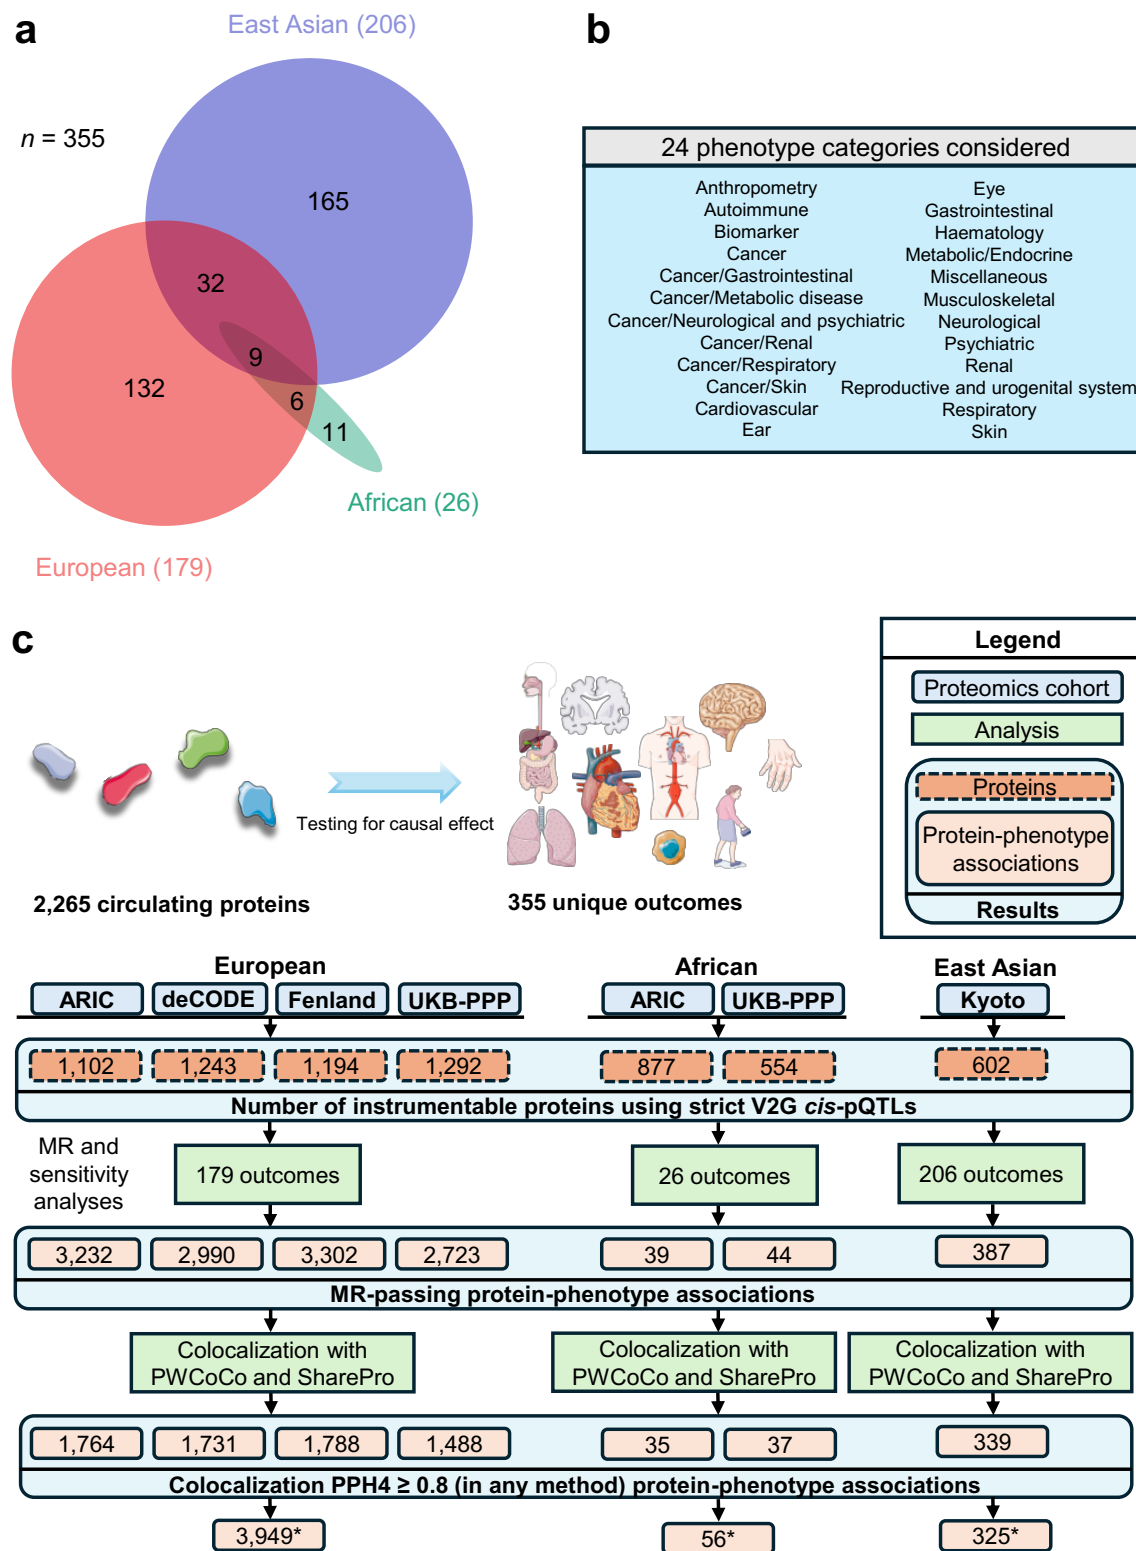 a
East Asian (206)
n = 355
165
32
9
132
6
11
African (26)
European (179)
b
24 phenotype categories considered
Anthropometry
Autoimmune
Biomarker
Cancer
Cancer/Gastrointestinal
Cancer/Metabolic disease
Cancer/Neurological and psychiatric
Cancer/Renal
Cancer/Respiratory
Cancer/Skin
Cardiovascular
Ear
Eye
Gastrointestinal
Haematology
Metabolic/Endocrine
Miscellaneous
Musculoskeletal
Neurological
Psychiatric
Renal
Reproductive and urogenital system
Respiratory
Skin
c
Testing for causal effect
2,265 circulating proteins
355 unique outcomes
Legend
Proteomics cohort
Analysis
Proteins
Protein-phenotype
associations
Results
European African East Asian
ARIC deCODE Fenland UKB-PPP ARIC UKB-PPP Kyoto
1,102 1,243 1,194 1,292 877 554 602
Number of instrumentable proteins using strict V2G cis-pQTLs
MR and
sensitivity
analyses
179 outcomes 26 outcomes 206 outcomes
3,232 2,990 3,302 2,723 39 44 387
MR-passing protein-phenotype associations
Colocalization with
PWCoCo and SharePro
Colocalization with
PWCoCo and SharePro
Colocalization with
PWCoCo and SharePro
1,764 1,731 1,788 1,488 35 37 339
Colocalization PPH4 ≥ 0.8 (in any method) protein-phenotype associations
3,949* 56* 325*